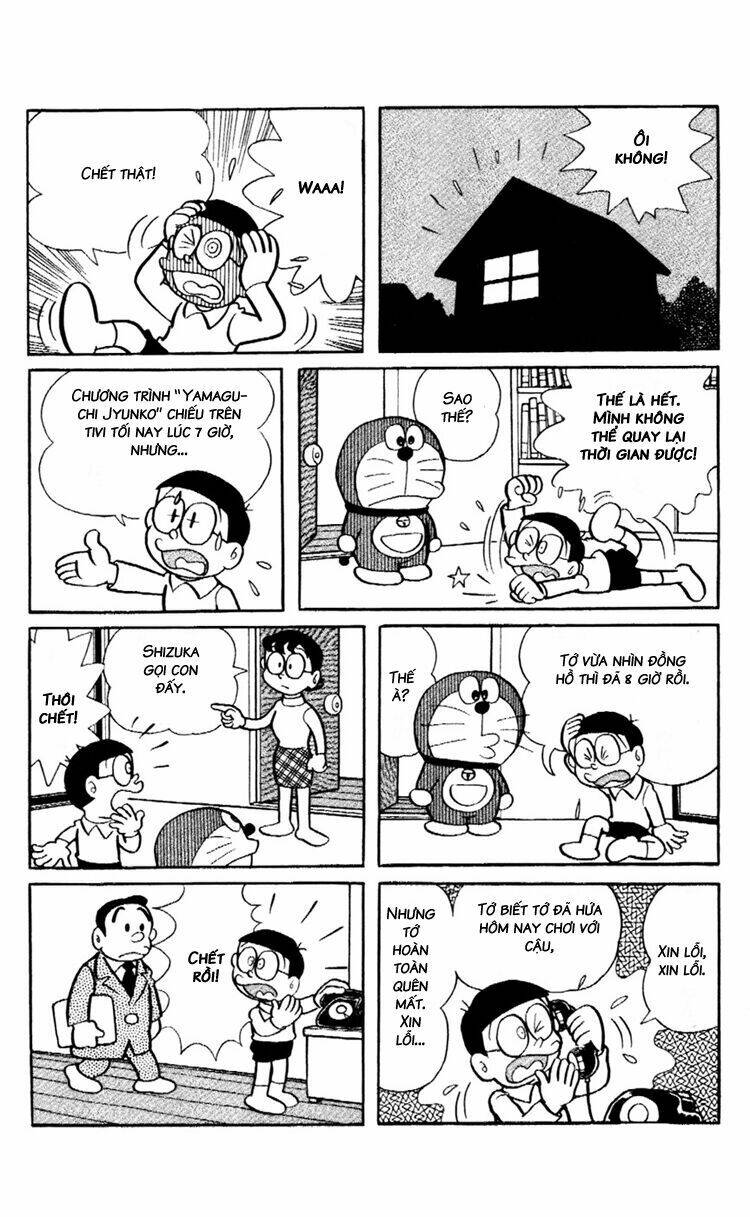 ÔI
KHÔNG!
WAAA!
CHẾT THẬT!
THẾ LÀ HẾT.
MÌNH KHÔNG
THỂ QUAY LẠI
THỜI GIAN ĐƯỢC!
SAO
THẾ?
CHƯƠNG TRÌNH "YAMAGU-
CHI JYUNKO" CHIẾU TRÊN
TIVI TỐI NAY LÚC 7 GIỜ,
NHƯNG...
TỚ VỪA NHÌN ĐỒNG
HỒ THÌ ĐÃ 8 GIỜ RỒI.
THẾ
À?
SHIZUKA
GỌI CON
ĐẤY.
THÔI
CHẾT!
XIN LỖI,
XIN LỖI.
TỚ BIẾT TỚ ĐÃ HỨA
HÔM NAY CHƠI VỚI
CẬU,
NHƯNG
TỚ
HOÀN
TOÀN
QUÊN
MẤT.
XIN
LỖI...
CHẾT
RỒI!